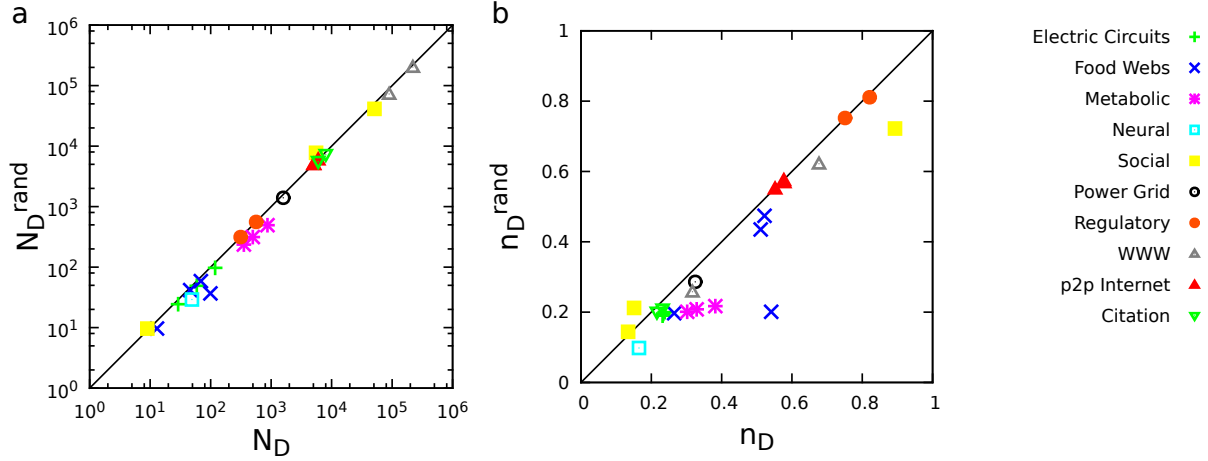 a
10^6
10^5
10^4
10^3
10^2
10^1
10^0
N_D^rand
10^0 10^1 10^2 10^3 10^4 10^5 10^6
N_D
b
1
0.8
0.6
0.4
0.2
0
n_D^rand
0 0.2 0.4 0.6 0.8 1
n_D
Electric Circuits
Food Webs
Metabolic
Neural
Social
Power Grid
Regulatory
WWW
p2p Internet
Citation